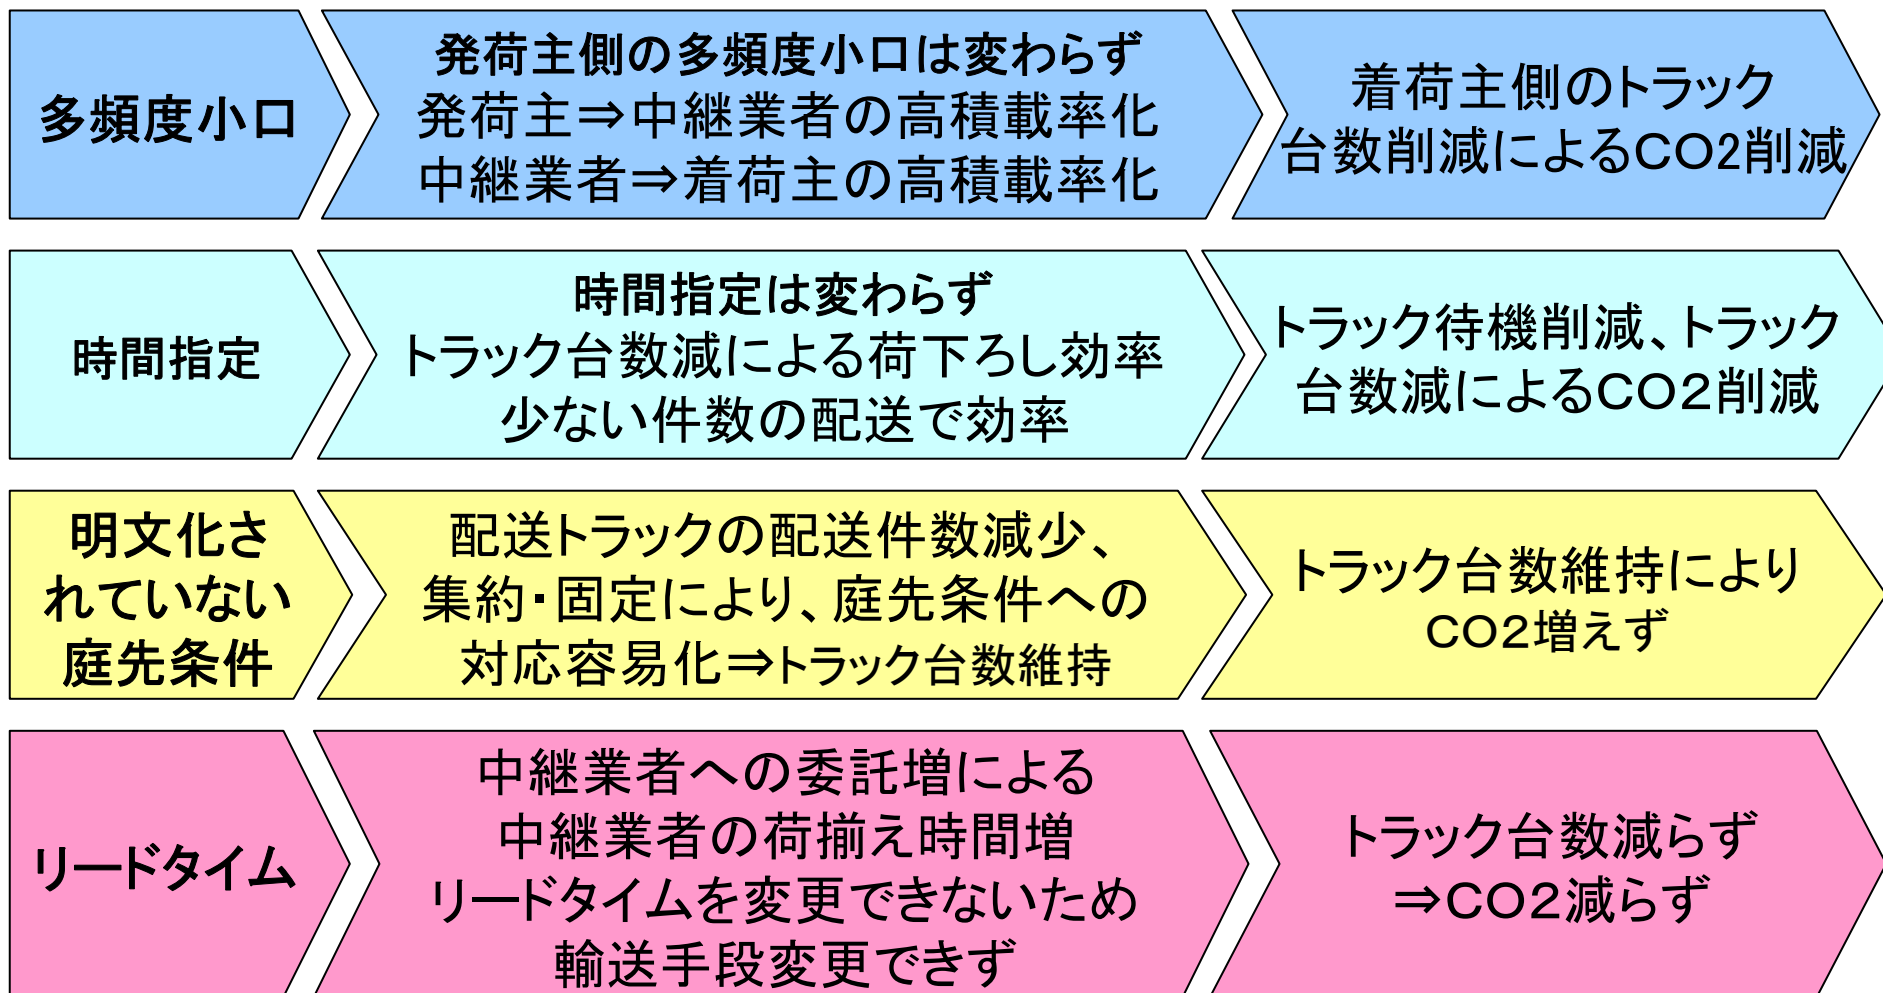 多頻度小口
発荷主側の多頻度小口は変わらず
発荷主⇒中継業者の高積載率化
中継業者⇒着荷主の高積載率化
着荷主側のトラック
台数削減によるCO2削減
時間指定
時間指定は変わらず
トラック台数減による荷下ろし効率
少ない件数の配送で効率
トラック待機削減、トラック
台数減によるCO2削減
明文化さ
れていない
庭先条件
配送トラックの配送件数減少、
集約・固定により、庭先条件への
対応容易化⇒トラック台数維持
トラック台数維持により
CO2増えず
リードタイム
中継業者への委託増による
中継業者の荷揃え時間増
リードタイムを変更できないため
輸送手段変更できず
トラック台数減らず
⇒CO2減らず